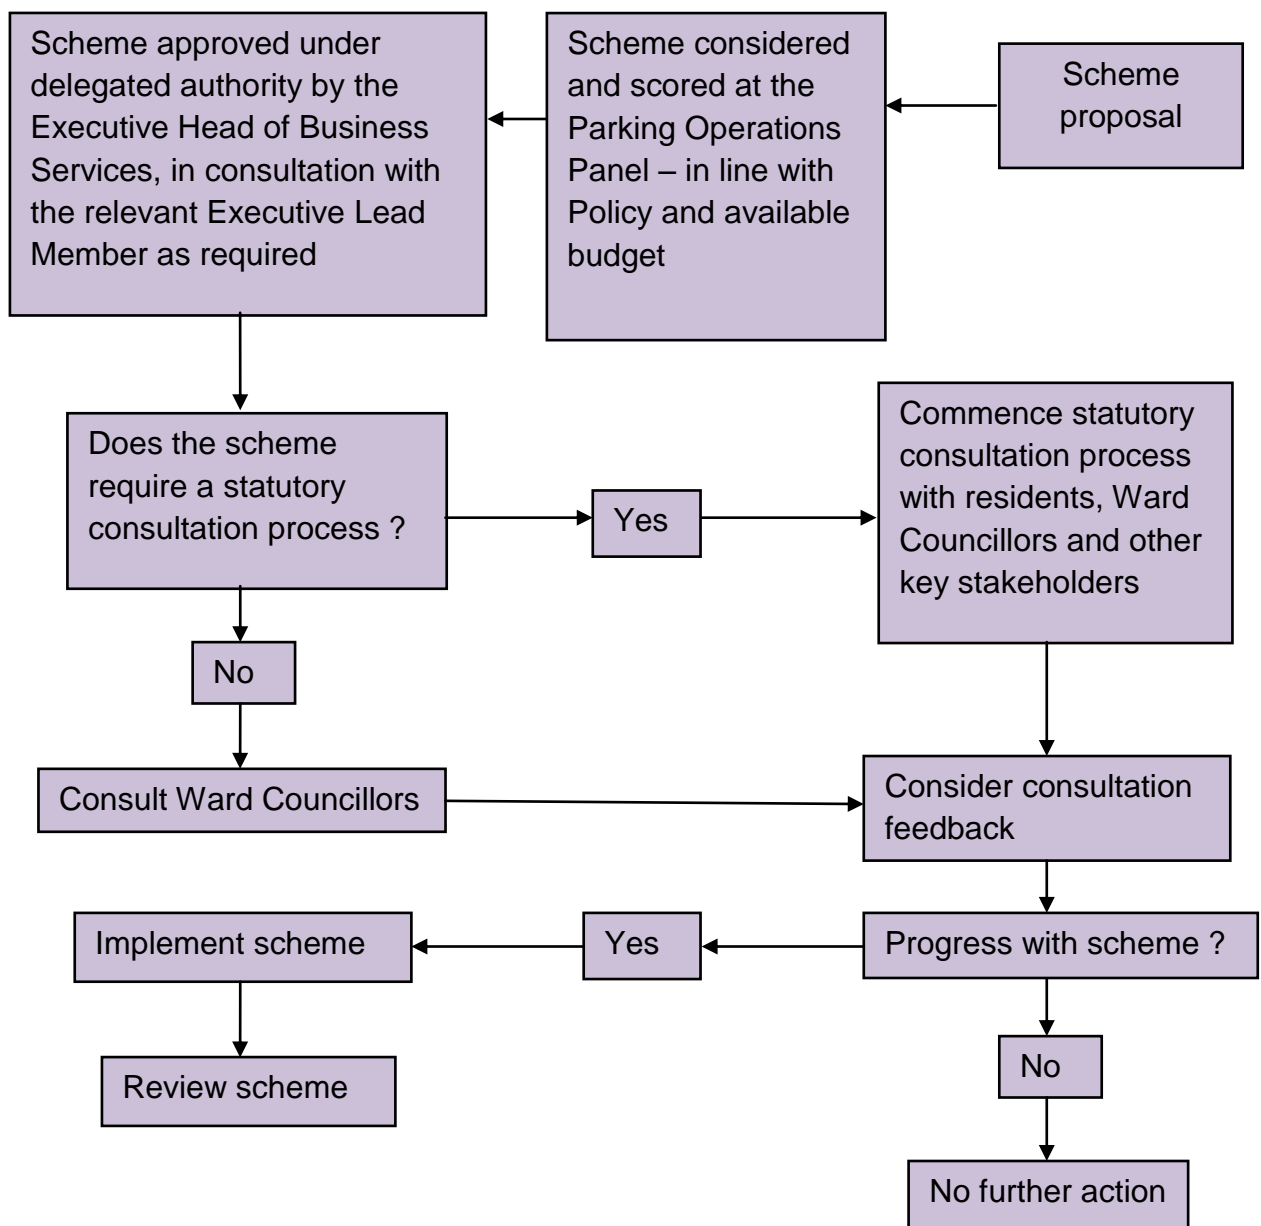 Scheme approved under
delegated authority by the
Executive Head of Business
Services, in consultation with
the relevant Executive Lead
Member as required
Scheme considered
and scored at the
Parking Operations
Panel – in line with
Policy and available
budget
Scheme
proposal
Does the scheme
require a statutory
consultation process ?
Yes
Commence statutory
consultation process
with residents, Ward
Councillors and other
key stakeholders
No
Consult Ward Councillors
Consider consultation
feedback
Implement scheme
Yes
Progress with scheme ?
Review scheme
No
No further action